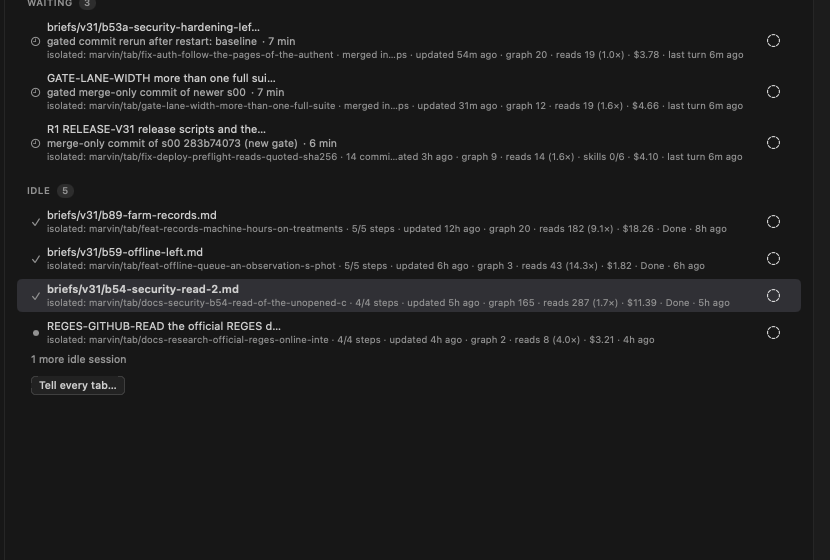 WAITING 3
briefs/v31/b53a-security-hardening-lef...
gated commit rerun after restart: baseline · 7 min
isolated: marvin/tab/fix-auth-follow-the-pages-of-the-authent · merged in...ps · updated 54m ago · graph 20 · reads 19 (1.0×) · $3.78 · last turn 6m ago
GATE-LANE-WIDTH more than one full sui...
gated merge-only commit of newer s00 · 7 min
isolated: marvin/tab/gate-lane-width-more-than-one-full-suite · merged in...ps · updated 31m ago · graph 12 · reads 19 (1.6×) · $4.66 · last turn 6m ago
R1 RELEASE-V31 release scripts and the...
merge-only commit of s00 283b74073 (new gate) · 6 min
isolated: marvin/tab/fix-deploy-preflight-reads-quoted-sha256 · 14 commi...ated 3h ago · graph 9 · reads 14 (1.6×) · skills 0/6 · $4.10 · last turn 6m ago
IDLE 5
briefs/v31/b89-farm-records.md
isolated: marvin/tab/feat-records-machine-hours-on-treatments · 5/5 steps · updated 12h ago · graph 20 · reads 182 (9.1×) · $18.26 · Done · 8h ago
briefs/v31/b59-offline-left.md
isolated: marvin/tab/feat-offline-queue-an-observation-s-phot · 5/5 steps · updated 6h ago · graph 3 · reads 43 (14.3×) · $1.82 · Done · 6h ago
briefs/v31/b54-security-read-2.md
isolated: marvin/tab/docs-security-b54-read-of-the-unopened-c · 4/4 steps · updated 5h ago · graph 165 · reads 287 (1.7×) · $11.39 · Done · 5h ago
REGES-GITHUB-READ the official REGES d...
isolated: marvin/tab/docs-research-official-reges-online-inte · 4/4 steps · updated 4h ago · graph 2 · reads 8 (4.0×) · $3.21 · 4h ago
1 more idle session
Tell every tab...